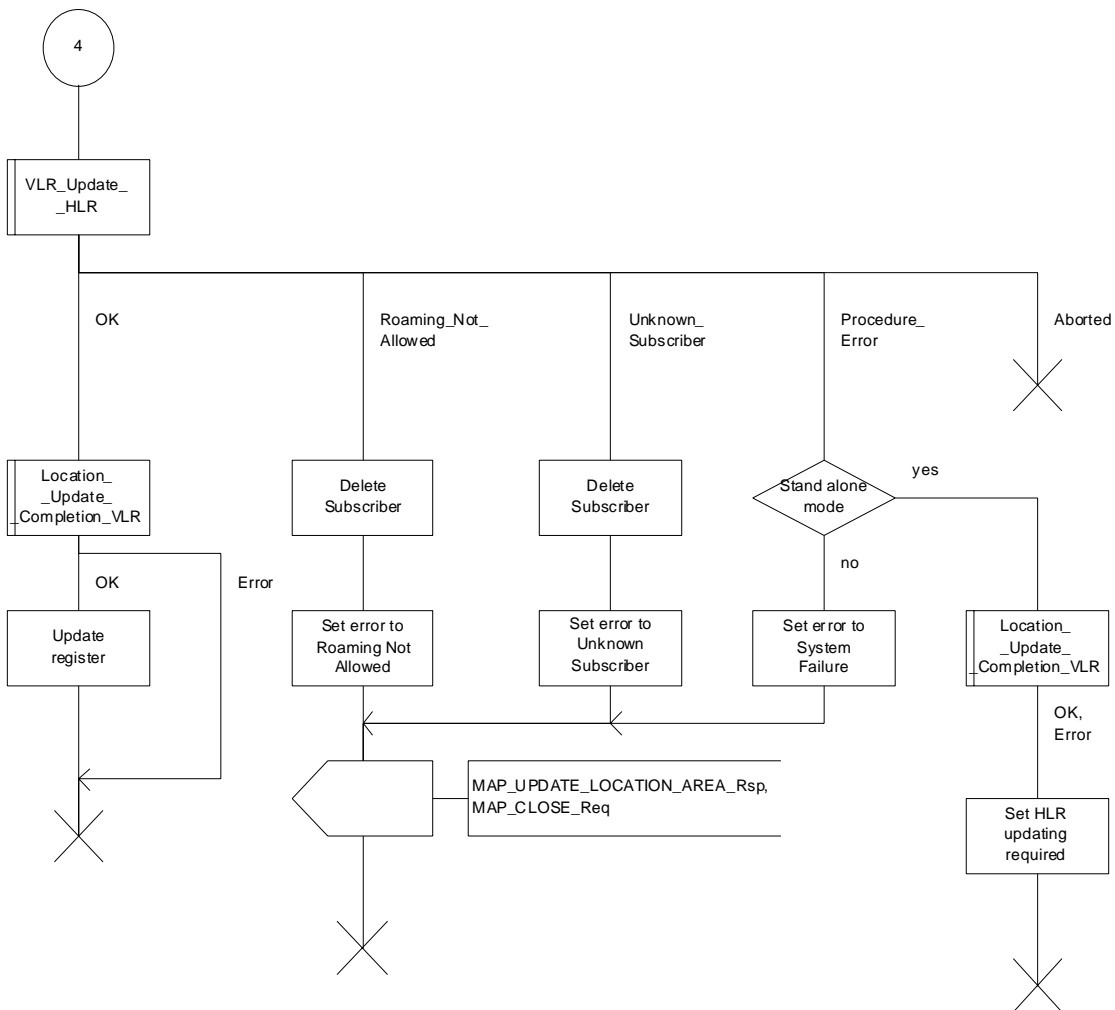 4
VLR_Update_
_HLR
OK
Roaming_Not_
Allowed
Unknown_
Subscriber
Procedure_
Error
Aborted
Location_
_Update_
_Completion_VLR
Delete
Subscriber
Delete
Subscriber
Stand alone
mode
yes
no
OK
Error
Update
register
Set error to
Roaming Not
Allowed
Set error to
Unknown
Subscriber
Set error to
System
Failure
Location_
_Update_
_Completion_VLR
OK,
Error
MAP_UPDATE_LOCATION_AREA_Rsp,
MAP_CLOSE_Req
Set HLR
updating
required